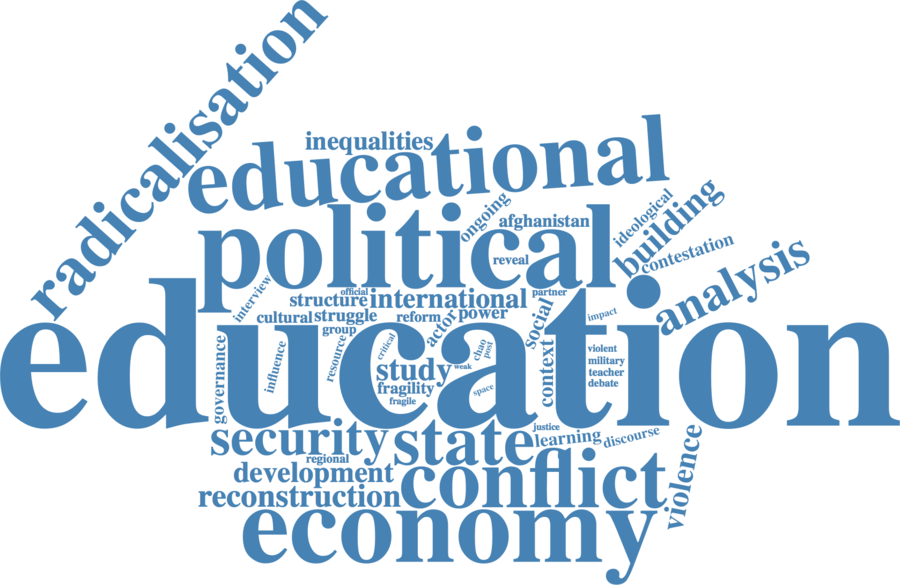 radicalisation
inequalities
educational
ongoing
afghanistan
ideological
building
political
reveal
contestation
analysis
interview
official
structure
international
partner
cultural
struggle
reform
actor
power
social
impact
education
group
governance
influence
resource
critical
study
weak
chao
post
fragility
fragile
space
context
violent
military
teacher
debate
security
state
justice
learning
discourse
regional
development
conflict
violence
reconstruction
economy